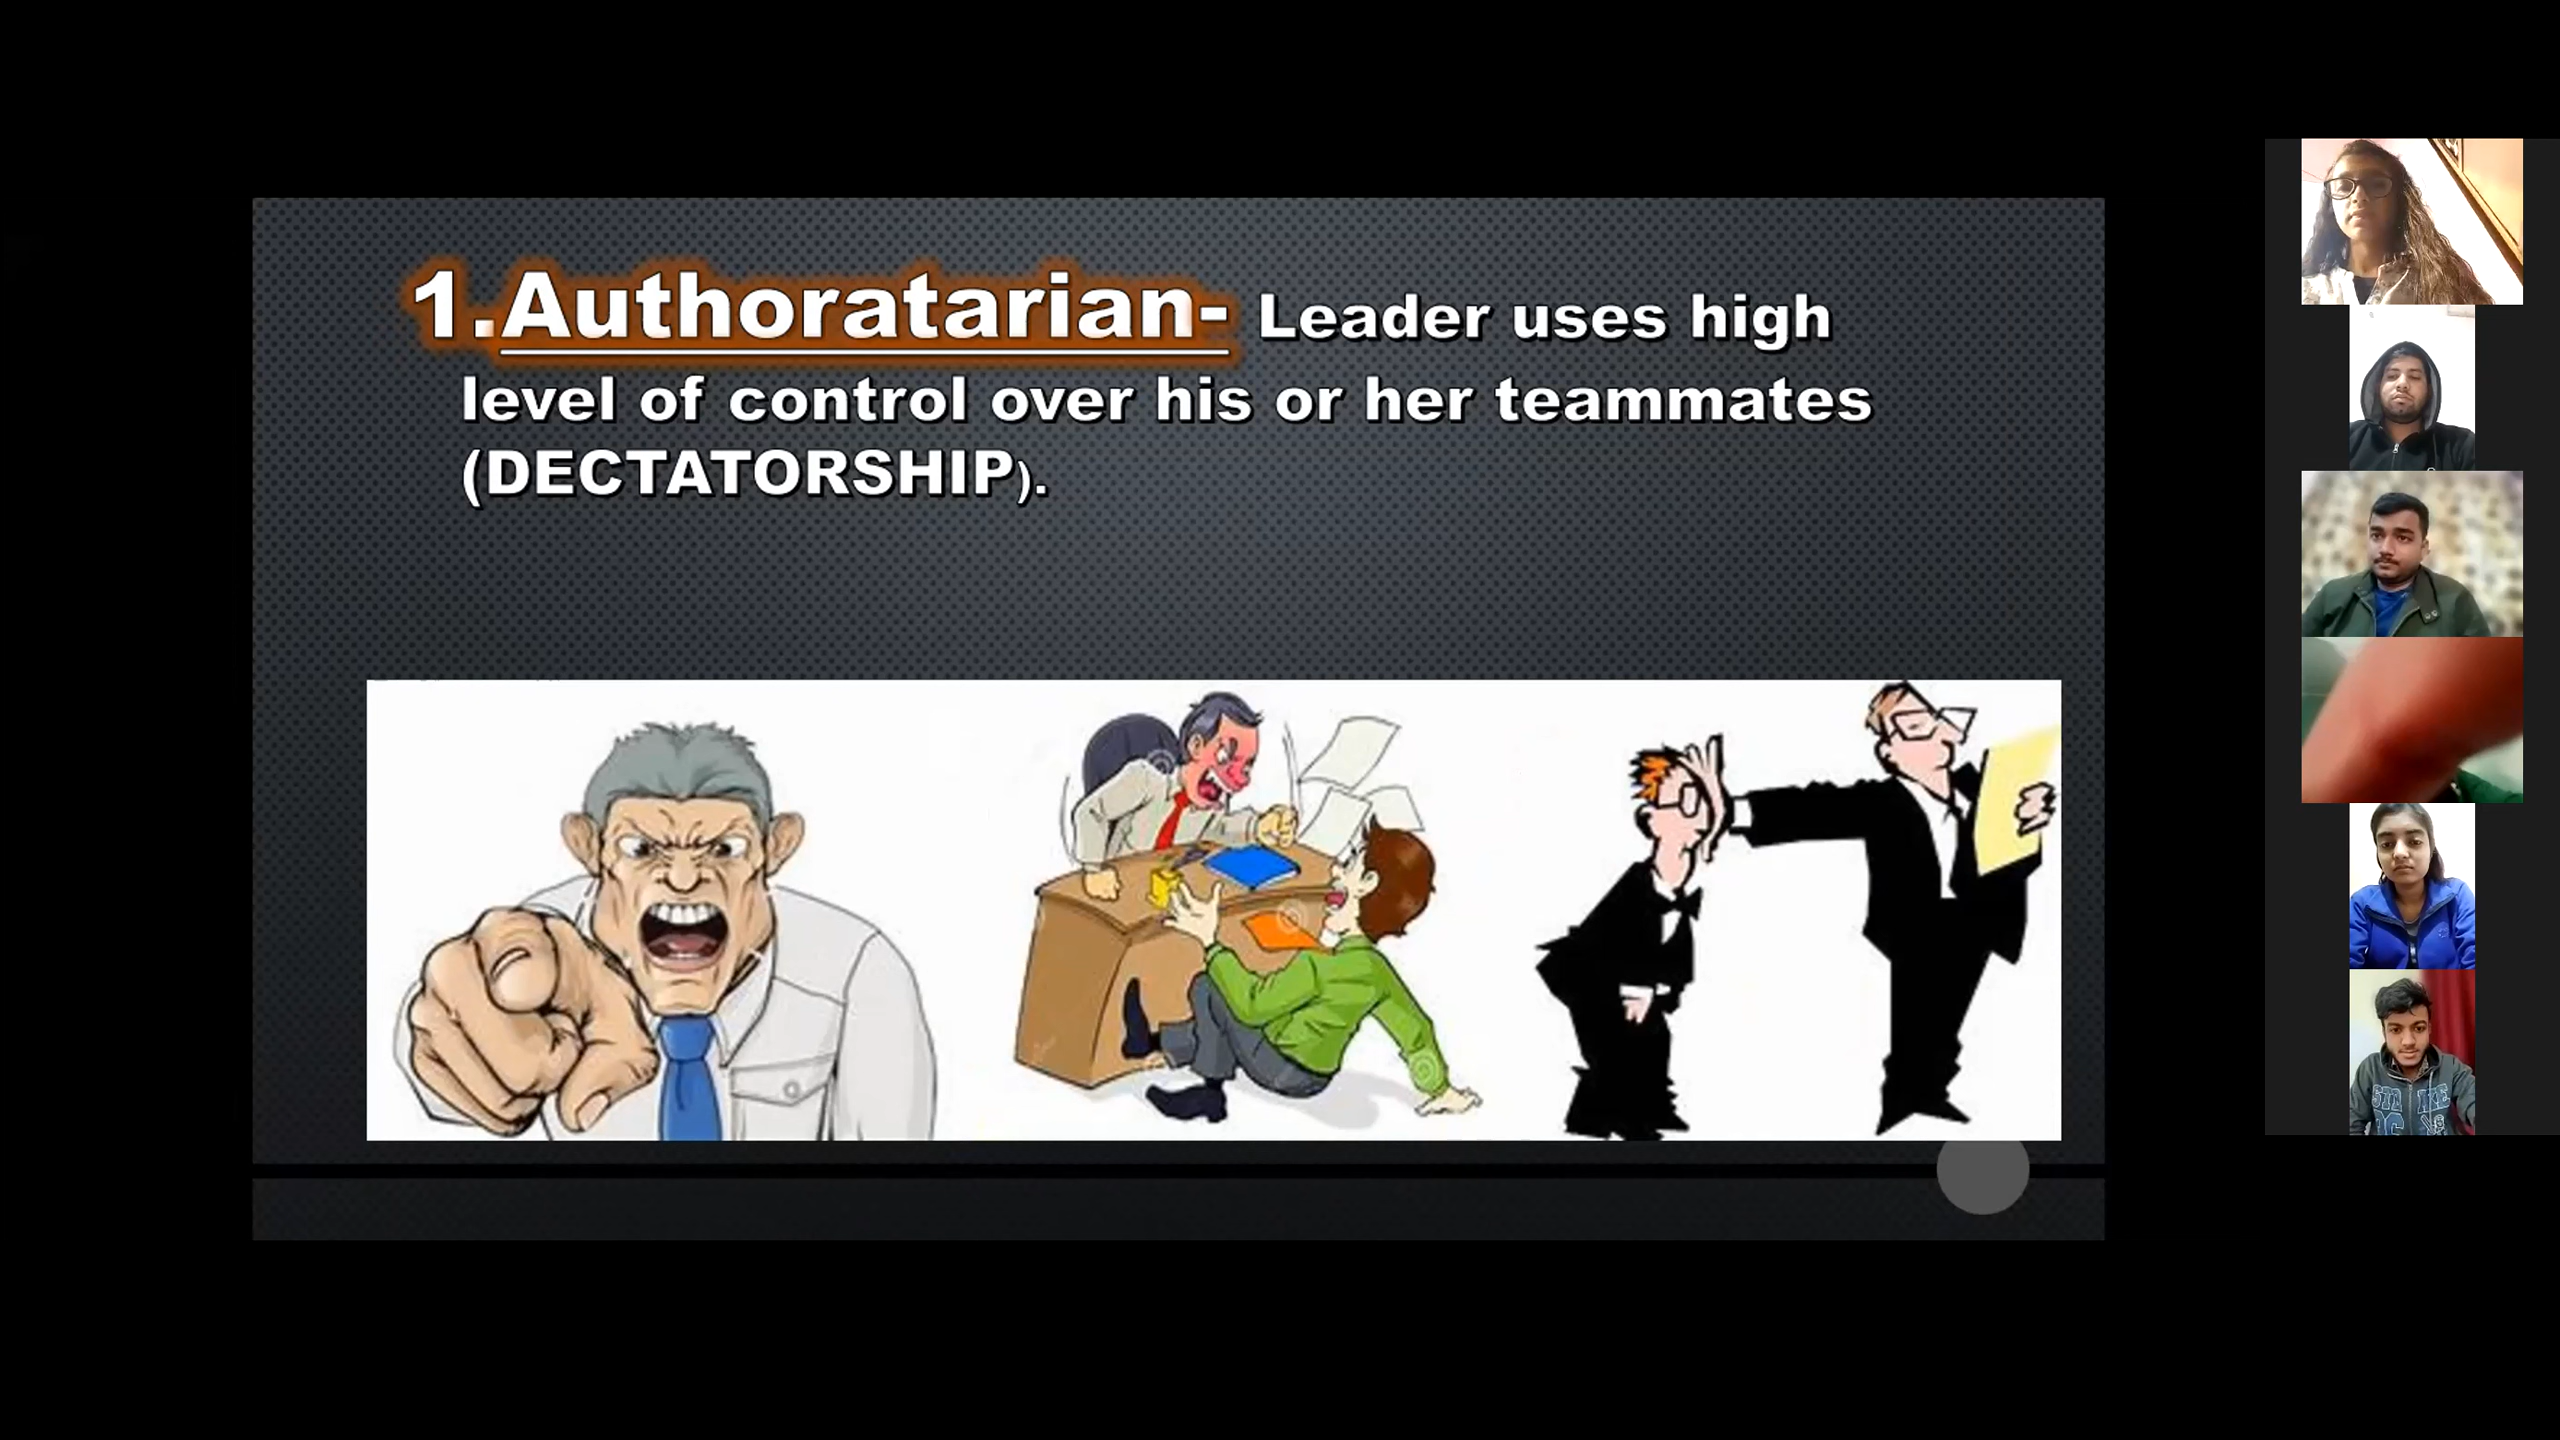 1.Authoratarian- Leader uses high
level of control over his or her teammates
(DECTATORSHIP).